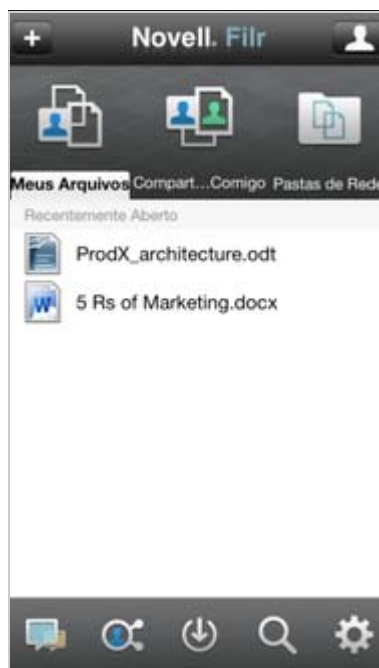 Novell. Filr
Meus Arquivos Compart...Comigo Pastas de Rede
Recentemente Aberto
ProdX_architecture.odt
5 Rs of Marketing.docx